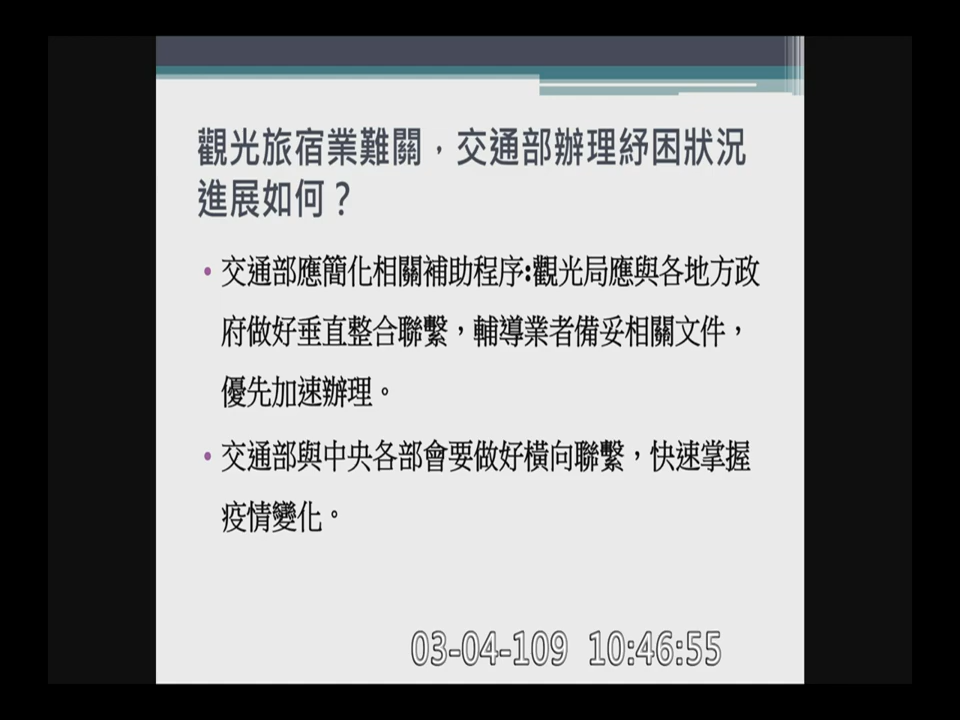 觀光旅宿業難關，交通部辦理紓困狀況
進展如何？
• 交通部應簡化相關補助程序:觀光局應與各地方政
府做好垂直整合聯繫，輔導業者備妥相關文件，
優先加速辦理。
• 交通部與中央各部會要做好橫向聯繫，快速掌握
疫情變化。
03-04-109 10:46:55